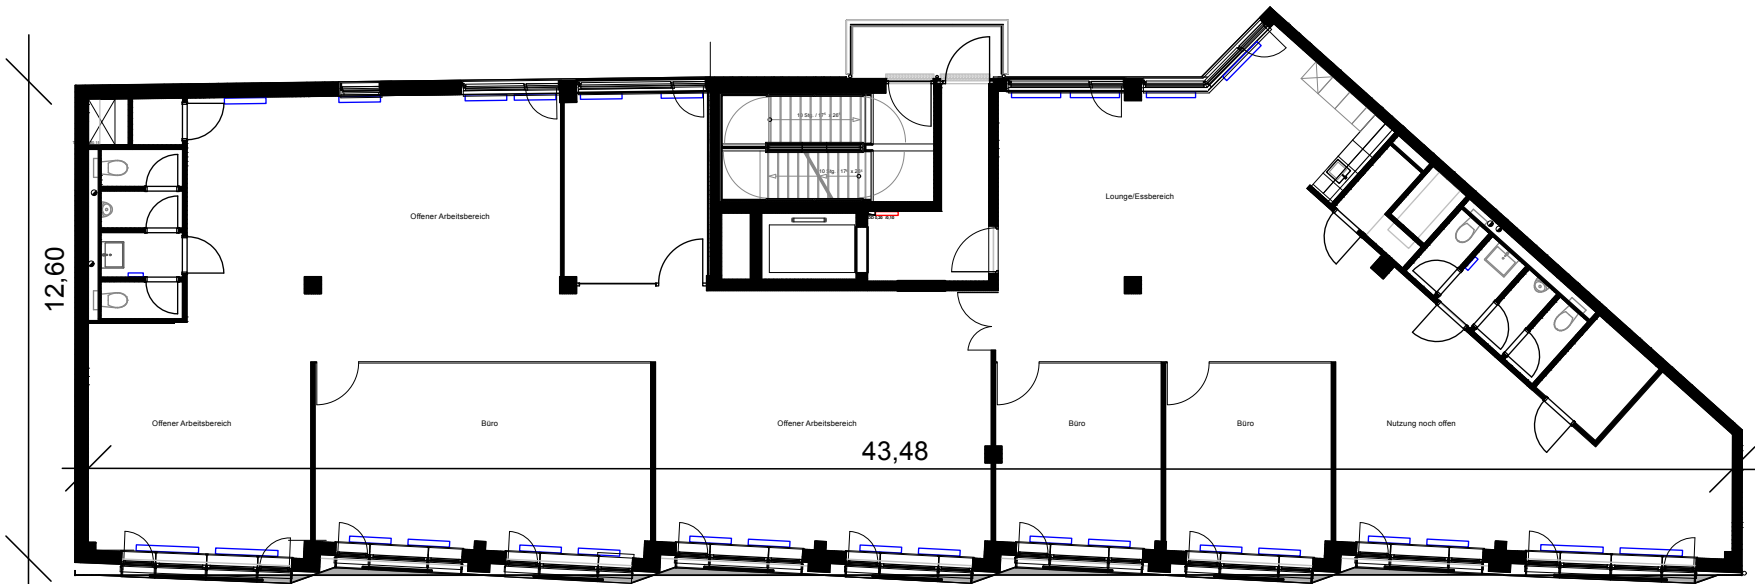 Lounge/Essbereich
Offener Arbeitsbereich
12,60
Offener Arbeitsbereich
Büro
Offener Arbeitsbereich
Büro
Büro
Nutzung noch offen
43,48